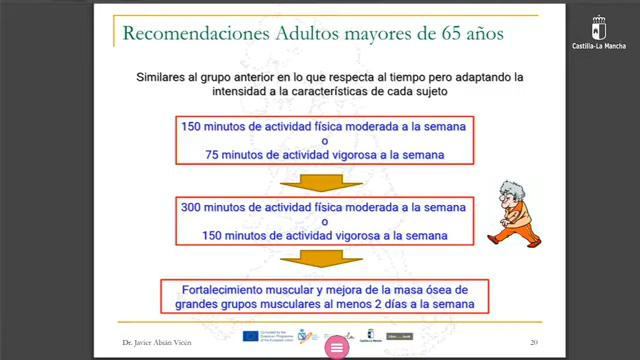 Recomendaciones Adultos mayores de 65 años
Castilla-La Mancha
Similares al grupo anterior en lo que respecta al tiempo pero adaptando la
intensidad a la características de cada sujeto
150 minutos de actividad física moderada a la semana
o
75 minutos de actividad vigorosa a la semana
300 minutos de actividad física moderada a la semana
o
150 minutos de actividad vigorosa a la semana
Fortalecimiento muscular y mejora de la masa ósea de
grandes grupos musculares al menos 2 días a la semana
Dr. Javier Abián Vicén
20